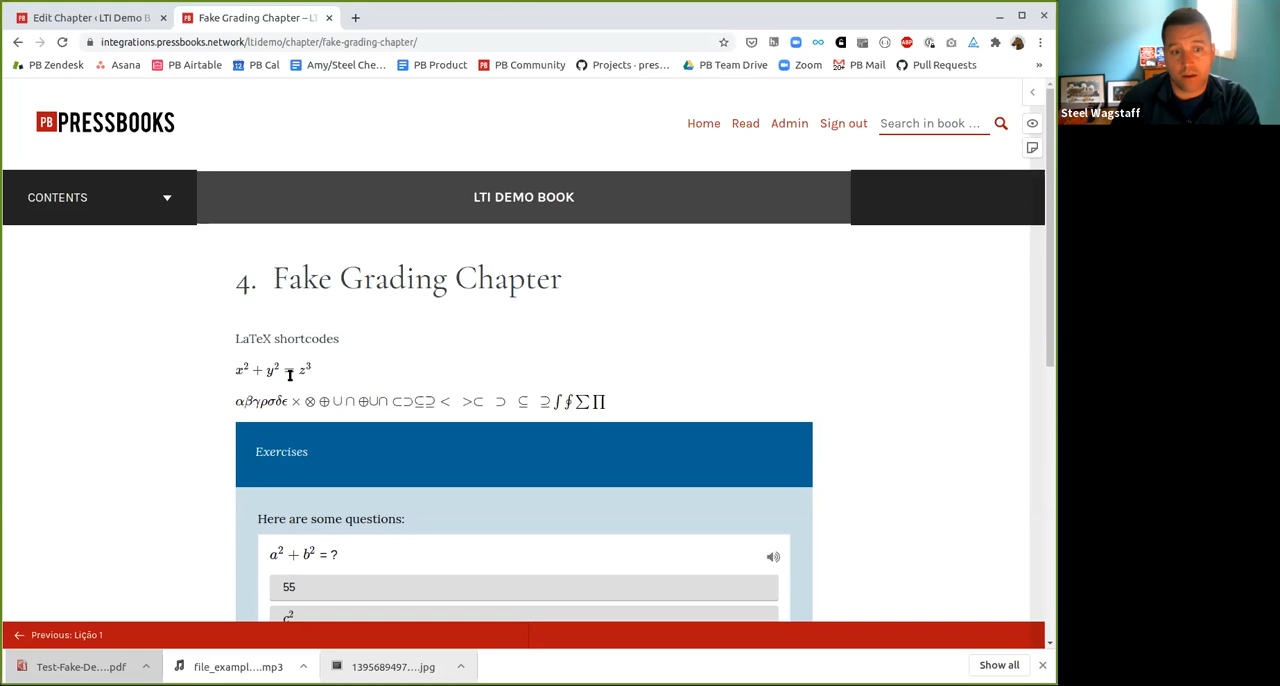 Edit Chapter ‹ LTI Demo B
Fake Grading Chapter – LT
integrations.pressbooks.network/ltidemo/chapter/fake-grading-chapter/
PB Zendesk Asana PB Airtable PB Cal Amy/Steel Che... PB Product PB Community Projects · pres... PB Team Drive Zoom PB Mail Pull Requests »
Steel Wagstaff
PB PRESSBOOKS
Home Read Admin Sign out Search in book ...
CONTENTS
LTI DEMO BOOK
4. Fake Grading Chapter
LaTeX shortcodes
x² + y² = z³
αβγρσδϵ × ⊗ ⊕ ∪ ∩ ⊕∪∩ ⊂⊃⊆⊇ < >⊂ ⊃ ⊆ ⊇ ∫ ∮ ∑ ∏
Exercises
Here are some questions:
a² + b² = ?
55
c²
← Previous: Lição 1
Test-Fake-De....pdf file_exampl....mp3 1395689497....jpg Show all